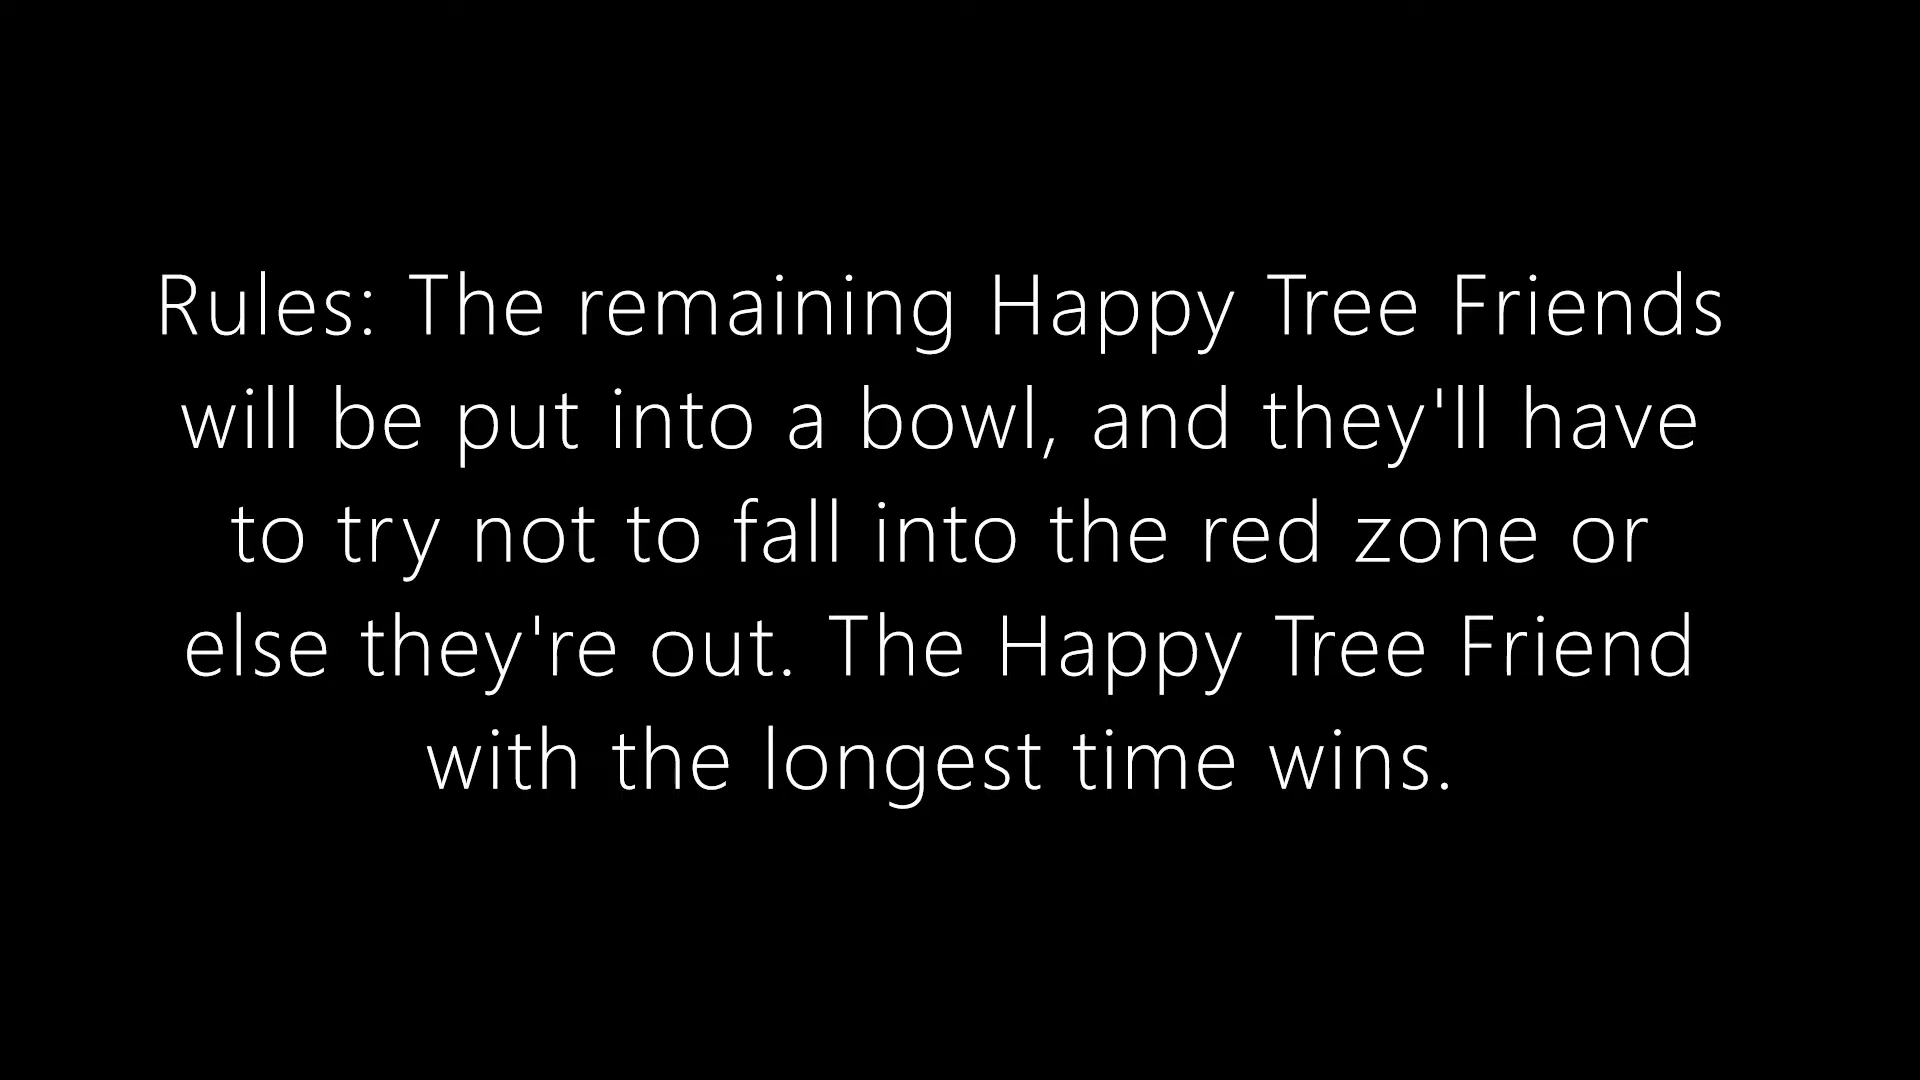 Rules: The remaining Happy Tree Friends
will be put into a bowl, and they'll have
to try not to fall into the red zone or
else they're out. The Happy Tree Friend
with the longest time wins.